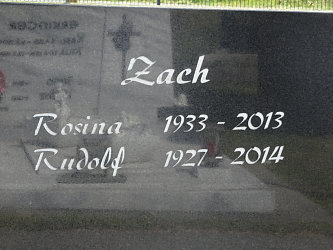 Zach
Rosina 1933 - 2013
Rudolf 1927 - 2014